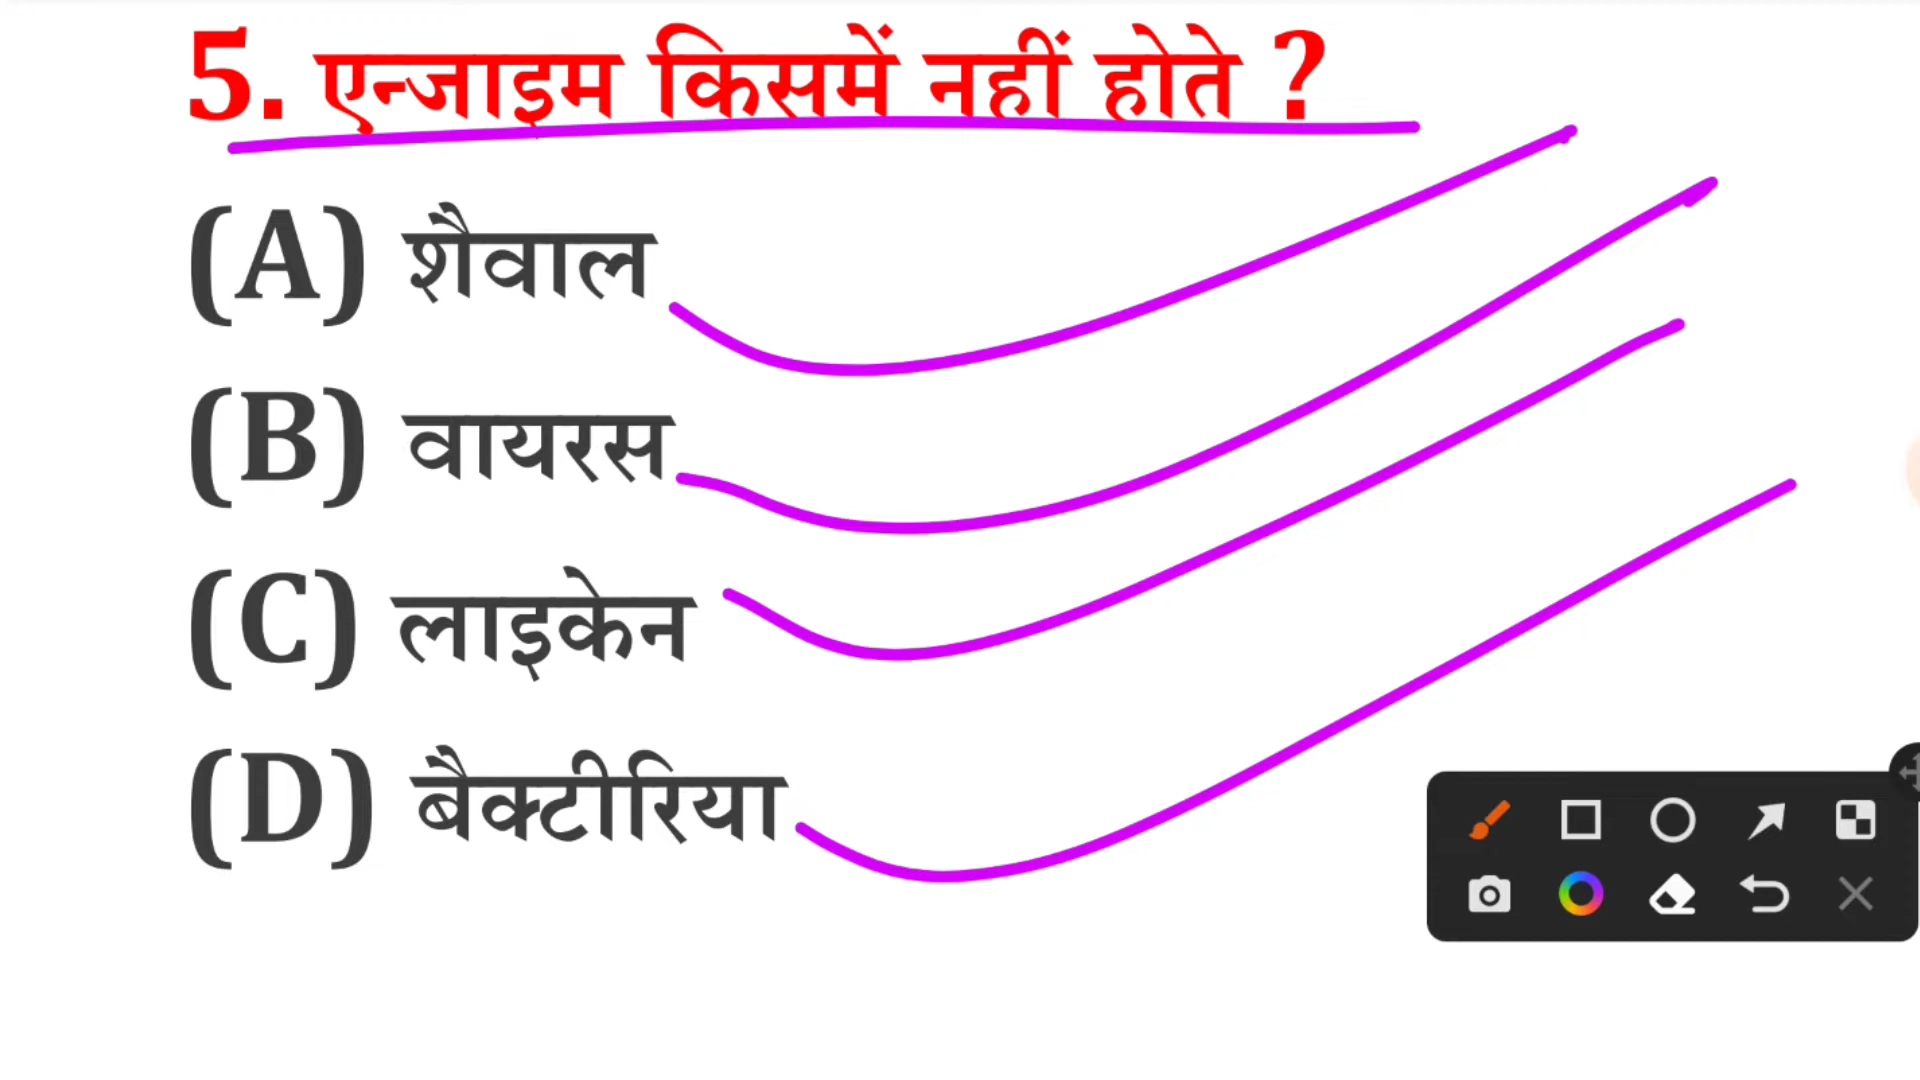 5. एन्जाइम किसमें नहीं होते ?
(A) शैवाल
(B) वायरस
(C) लाइकेन
(D) बैक्टीरिया